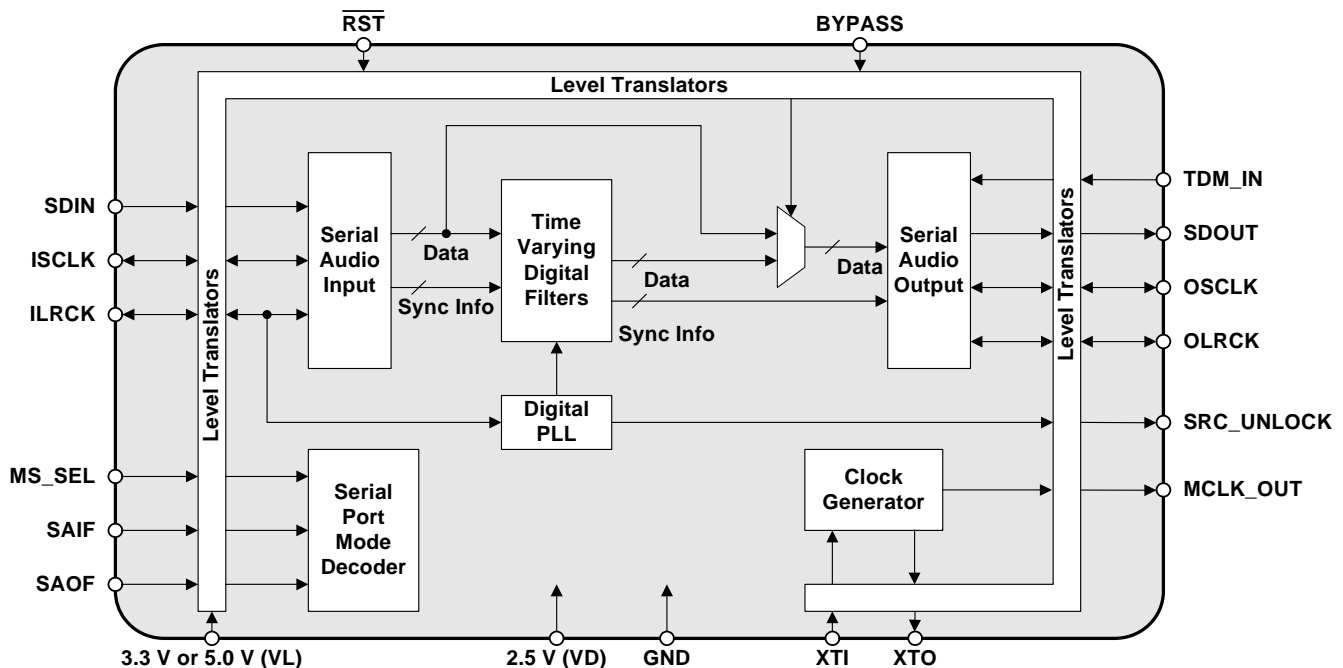 RST
BYPASS
Level Translators
SDIN
ISCLK
ILRCK
MS_SEL
SAIF
SAOF
Level Translators
Serial
Audio
Input
Data
Sync Info
Time
Varying
Digital
Filters
Data
Sync Info
Digital
PLL
Serial
Port
Mode
Decoder
Data
Serial
Audio
Output
Clock
Generator
Level Translators
TDM_IN
SDOUT
OSCLK
OLRCK
SRC_UNLOCK
MCLK_OUT
3.3 V or 5.0 V (VL)
2.5 V (VD)
GND
XTI
XTO